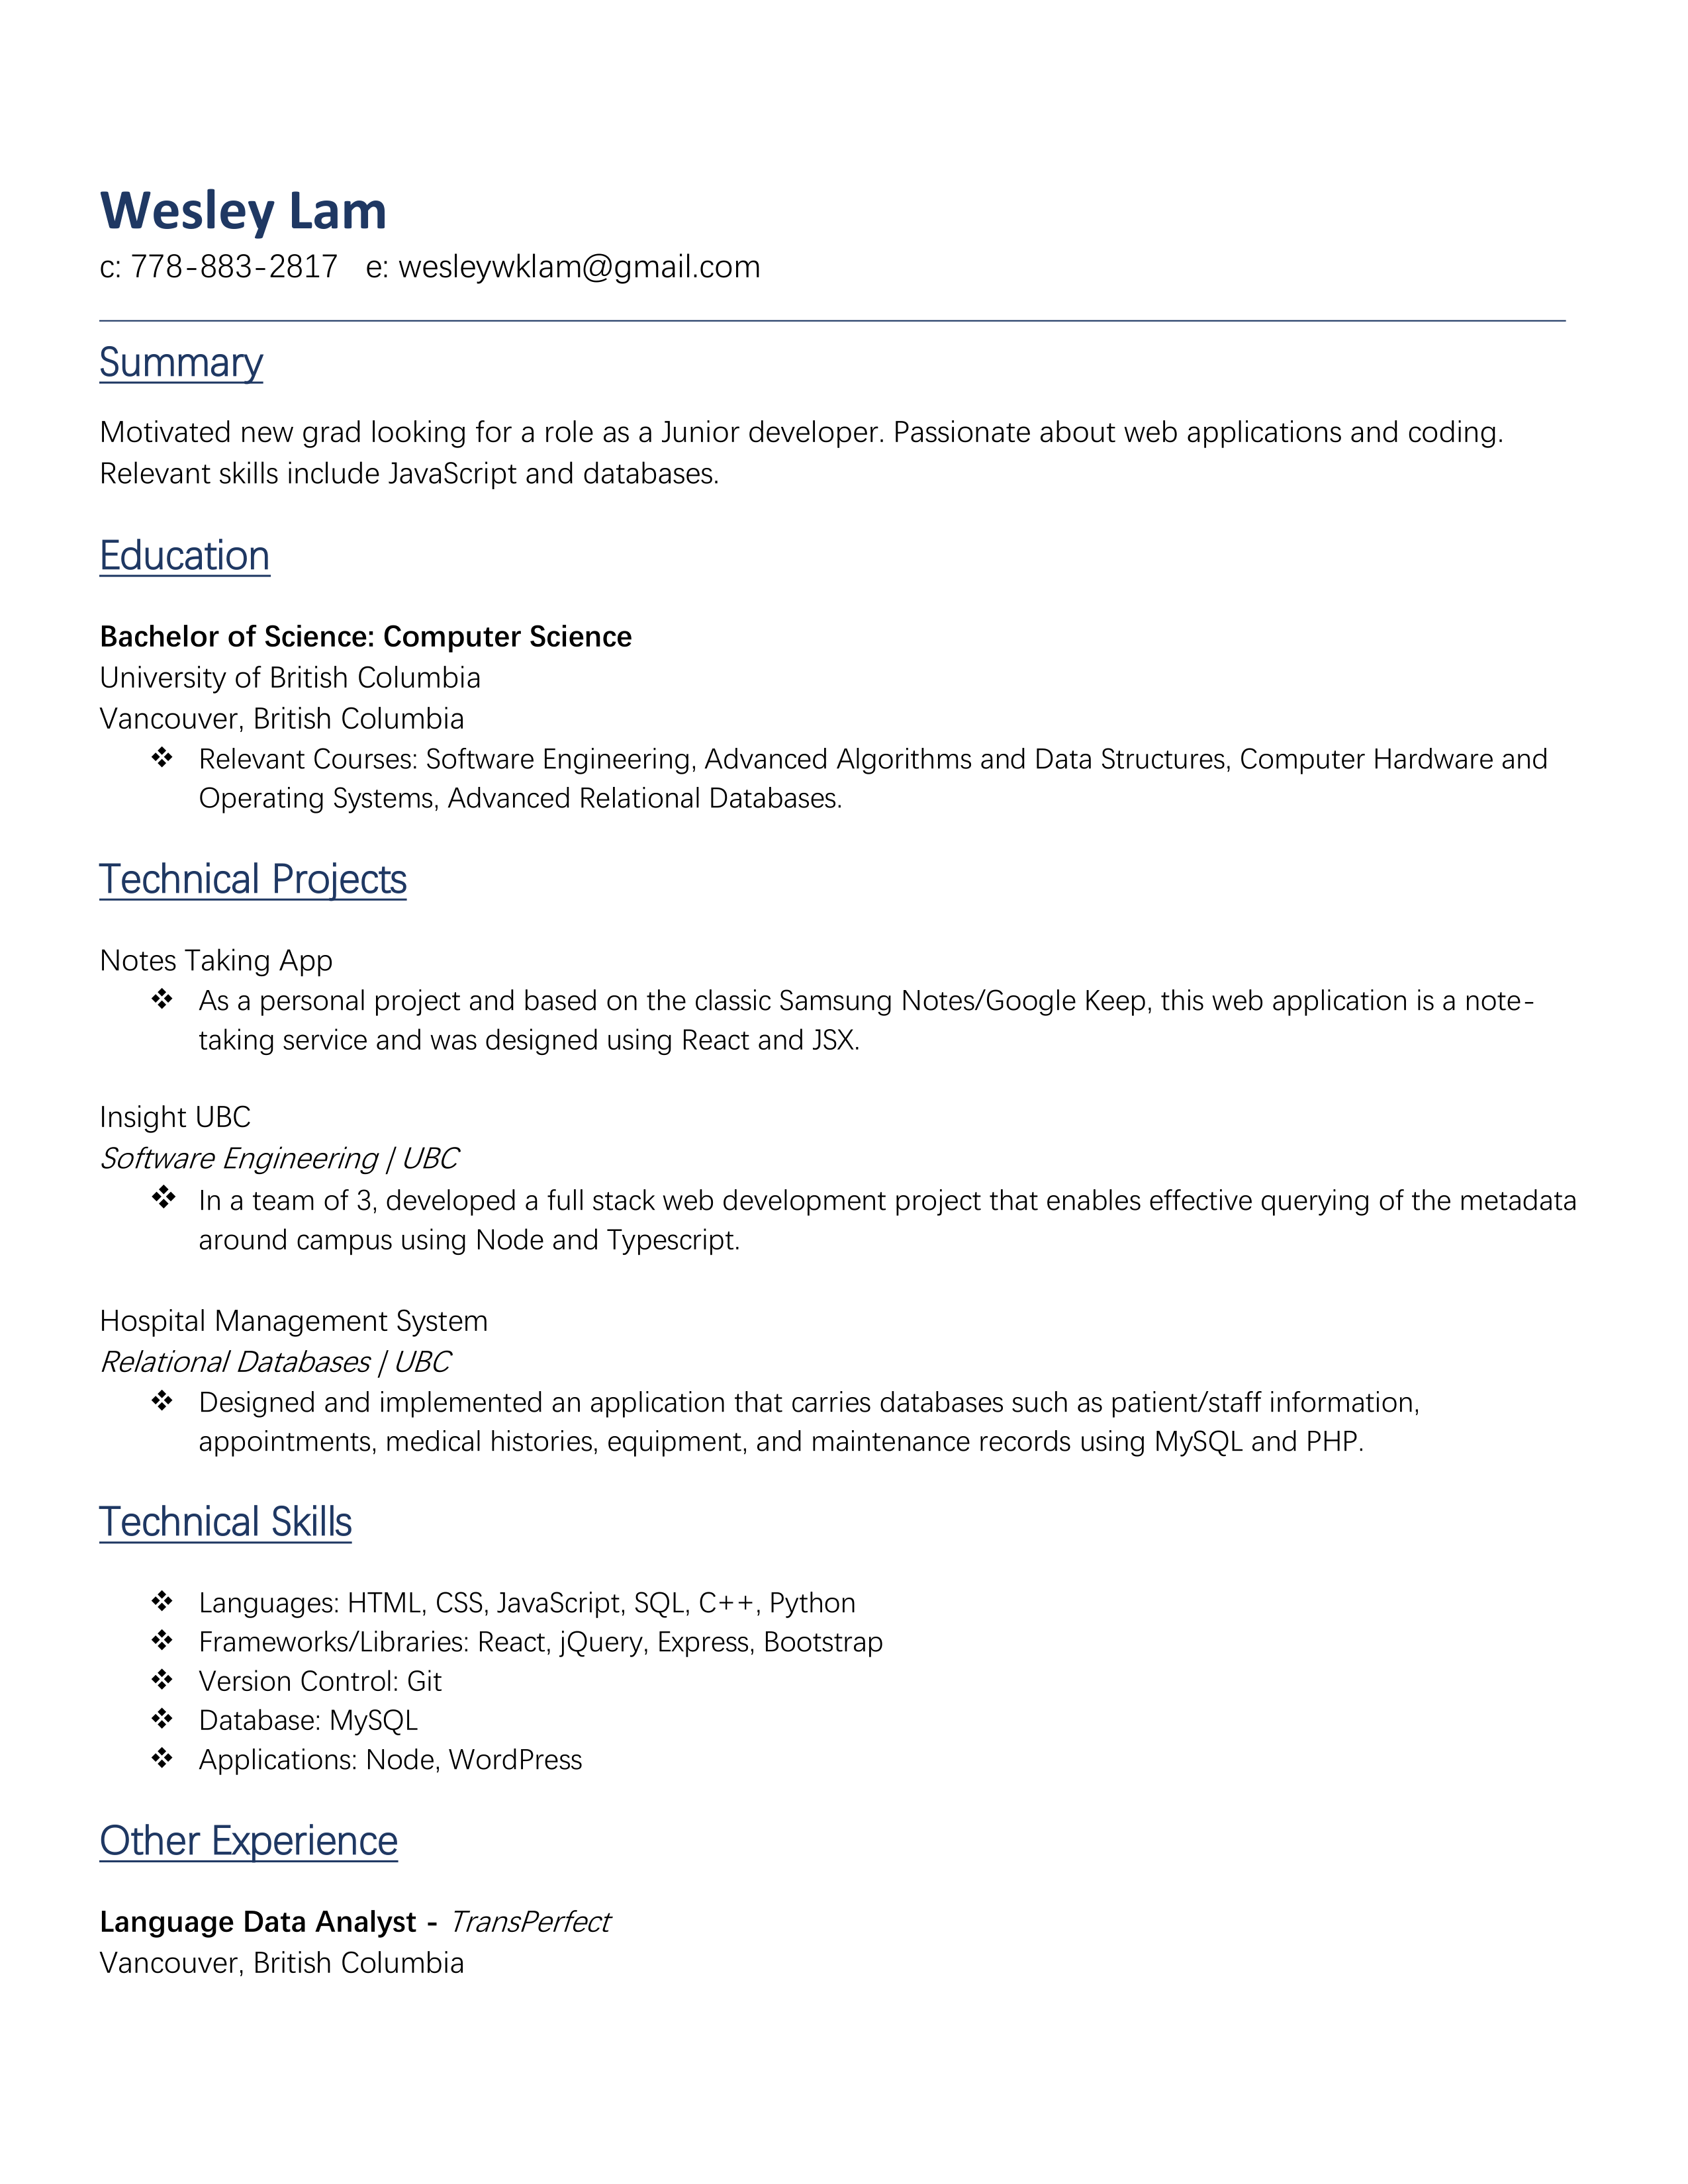 Wesley Lam
c: 778-883-2817 e: wesleywklam@gmail.com
Summary
Motivated new grad looking for a role as a Junior developer. Passionate about web applications and coding.
Relevant skills include JavaScript and databases.
Education
Bachelor of Science: Computer Science
University of British Columbia
Vancouver, British Columbia
❖ Relevant Courses: Software Engineering, Advanced Algorithms and Data Structures, Computer Hardware and
Operating Systems, Advanced Relational Databases.
Technical Projects
Notes Taking App
❖ As a personal project and based on the classic Samsung Notes/Google Keep, this web application is a note-
taking service and was designed using React and JSX.
Insight UBC
Software Engineering | UBC
❖ In a team of 3, developed a full stack web development project that enables effective querying of the metadata
around campus using Node and Typescript.
Hospital Management System
Relational Databases | UBC
❖ Designed and implemented an application that carries databases such as patient/staff information,
appointments, medical histories, equipment, and maintenance records using MySQL and PHP.
Technical Skills
❖ Languages: HTML, CSS, JavaScript, SQL, C++, Python
❖ Frameworks/Libraries: React, jQuery, Express, Bootstrap
❖ Version Control: Git
❖ Database: MySQL
❖ Applications: Node, WordPress
Other Experience
Language Data Analyst - TransPerfect
Vancouver, British Columbia